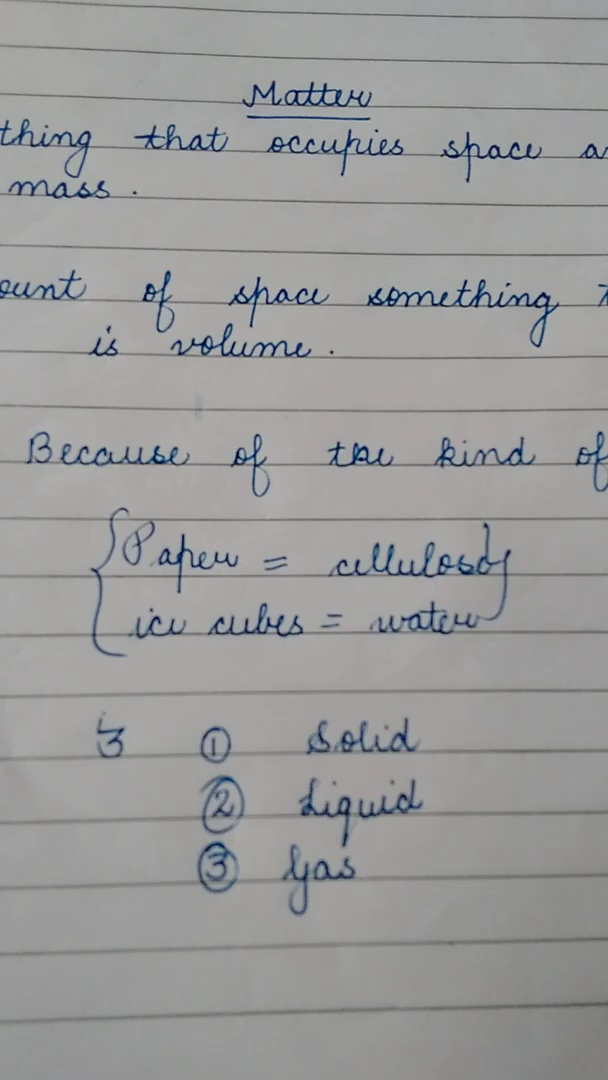 Matter
thing that occupies space a
mass.
ount of space something
is volume.
Because of the kind of
Paper = cellulose
ice cubes = water
3 ① Solid
② Liquid
③ Gas